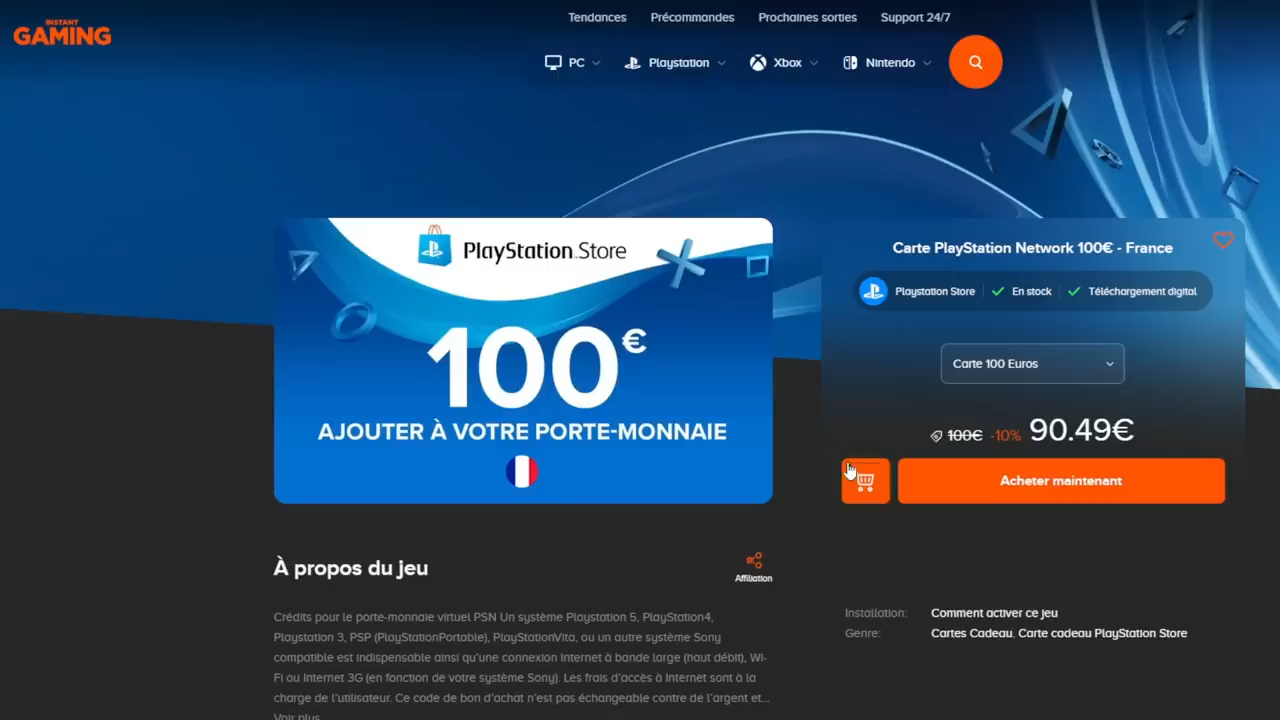 INSTANT
GAMING
Tendances Précommandes Prochaines sorties Support 24/7
PC Playstation Xbox Nintendo
PlayStation Store
100€
AJOUTER À VOTRE PORTE-MONNAIE
Carte PlayStation Network 100€ - France
Playstation Store En stock Téléchargement digital
Carte 100 Euros
100€ -10% 90.49€
Acheter maintenant
À propos du jeu
Affiliation
Crédits pour le porte-monnaie virtuel PSN Un système Playstation 5, PlayStation4,
Playstation 3, PSP (PlayStationPortable), PlayStationVita, ou un autre système Sony
compatible est indispensable ainsi qu'une connexion Internet à bande large (haut débit), Wi-
Fi ou Internet 3G (en fonction de votre système Sony). Les frais d'accès à Internet sont à la
charge de l'utilisateur. Ce code de bon d'achat n'est pas échangeable contre de l'argent et...
Voir plus
Installation: Comment activer ce jeu
Genre: Cartes Cadeau, Carte cadeau PlayStation Store